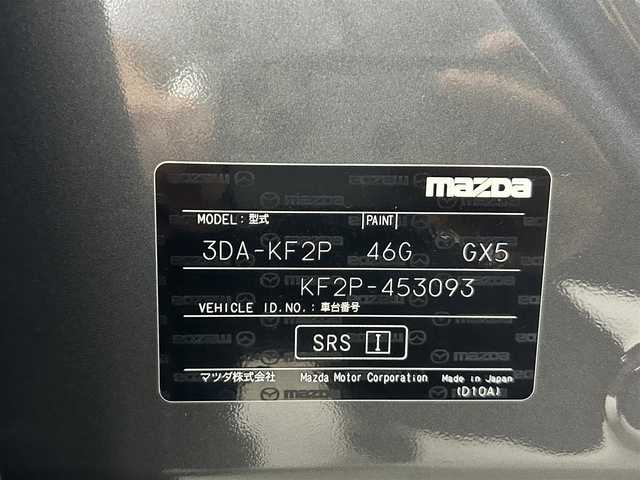 mazda
MODEL:型式 PAINT
3DA-KF2P 46G GX5
KF2P-453093
VEHICLE ID.NO.:車台番号
SRS I
マツダ株式会社 Mazda Motor Corporation Made in Japan
(D10A)